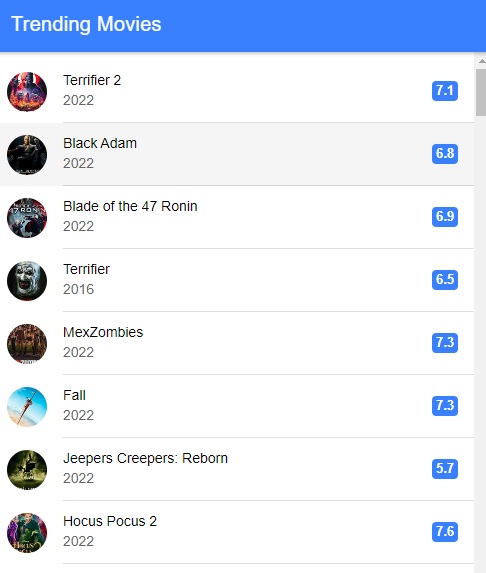 Trending Movies
Terrifier 2
2022
7.1
Black Adam
2022
6.8
Blade of the 47 Ronin
2022
6.9
Terrifier
2016
6.5
MexZombies
2022
7.3
Fall
2022
7.3
Jeepers Creepers: Reborn
2022
5.7
Hocus Pocus 2
2022
7.6